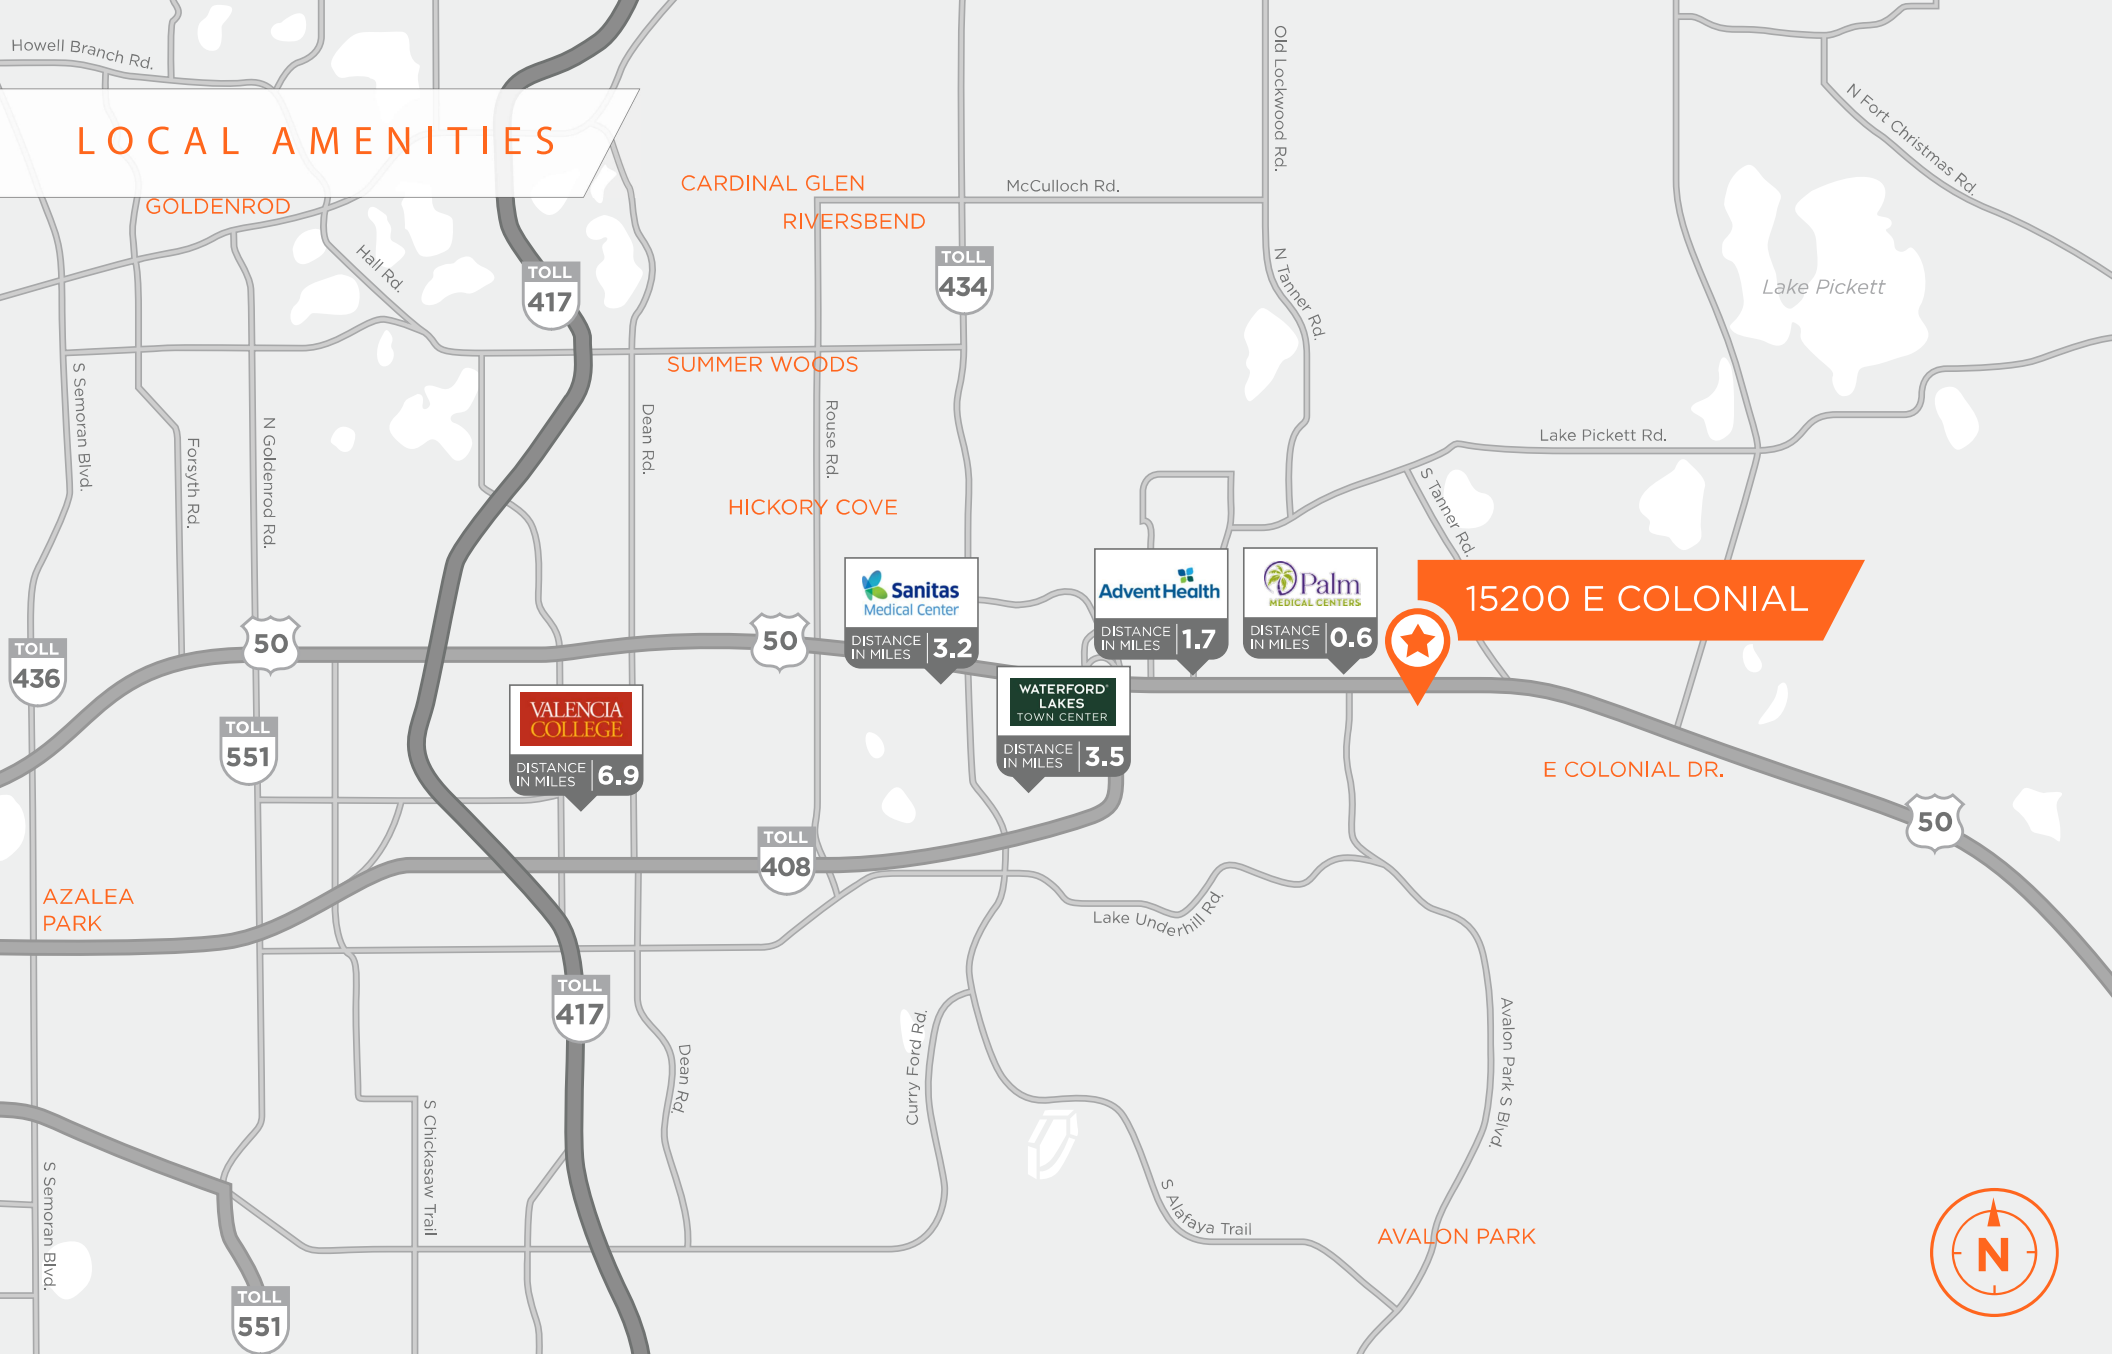 Howell Branch Rd.
LOCAL AMENITIES
GOLDENROD
Hall Rd.
TOLL
417
CARDINAL GLEN
RIVERSBEND
McCulloch Rd.
TOLL
434
Old Lockwood Rd.
N Tanner Rd.
N Fort Christmas Rd.
Lake Pickett
SUMMER WOODS
S Semoran Blvd.
Forsyth Rd.
N Goldenrod Rd.
Dean Rd.
Rouse Rd.
Lake Pickett Rd.
S Tanner Rd.
HICKORY COVE
Sanitas
Medical Center
DISTANCE
IN MILES
3.2
AdventHealth
DISTANCE
IN MILES
1.7
Palm
MEDICAL CENTERS
DISTANCE
IN MILES
0.6
15200 E COLONIAL
50
50
TOLL
436
TOLL
551
VALENCIA
COLLEGE
DISTANCE
IN MILES
6.9
WATERFORD
LAKES
TOWN CENTER
DISTANCE
IN MILES
3.5
E COLONIAL DR.
50
TOLL
408
AZALEA
PARK
Lake Underhill Rd.
TOLL
417
Dean Rd.
Curry Ford Rd.
Avalon Park S Blvd.
S Chickasaw Trail
S Semoran Blvd.
S Alafaya Trail
AVALON PARK
N
TOLL
551